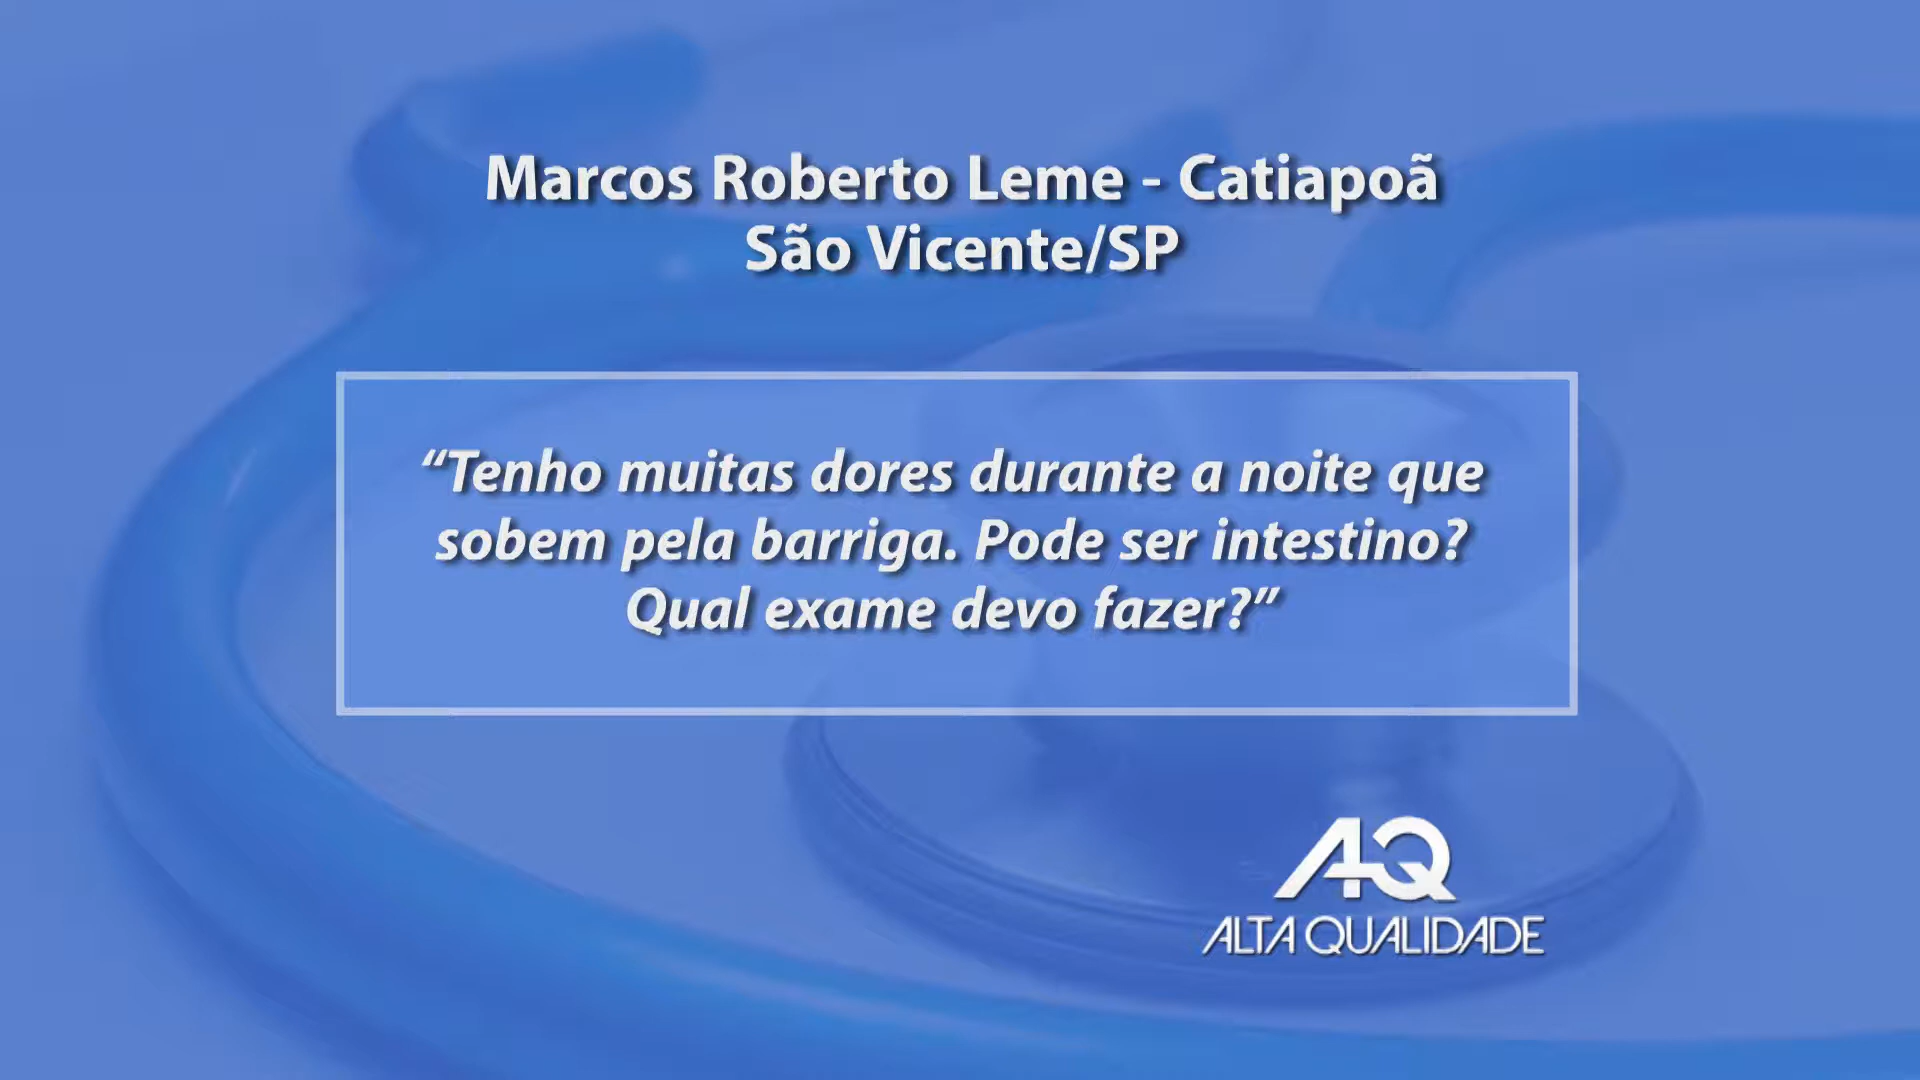 Marcos Roberto Leme - Catiapoã
São Vicente/SP
“Tenho muitas dores durante a noite que
sobem pela barriga. Pode ser intestino?
Qual exame devo fazer?”
AQ
ALTA QUALIDADE